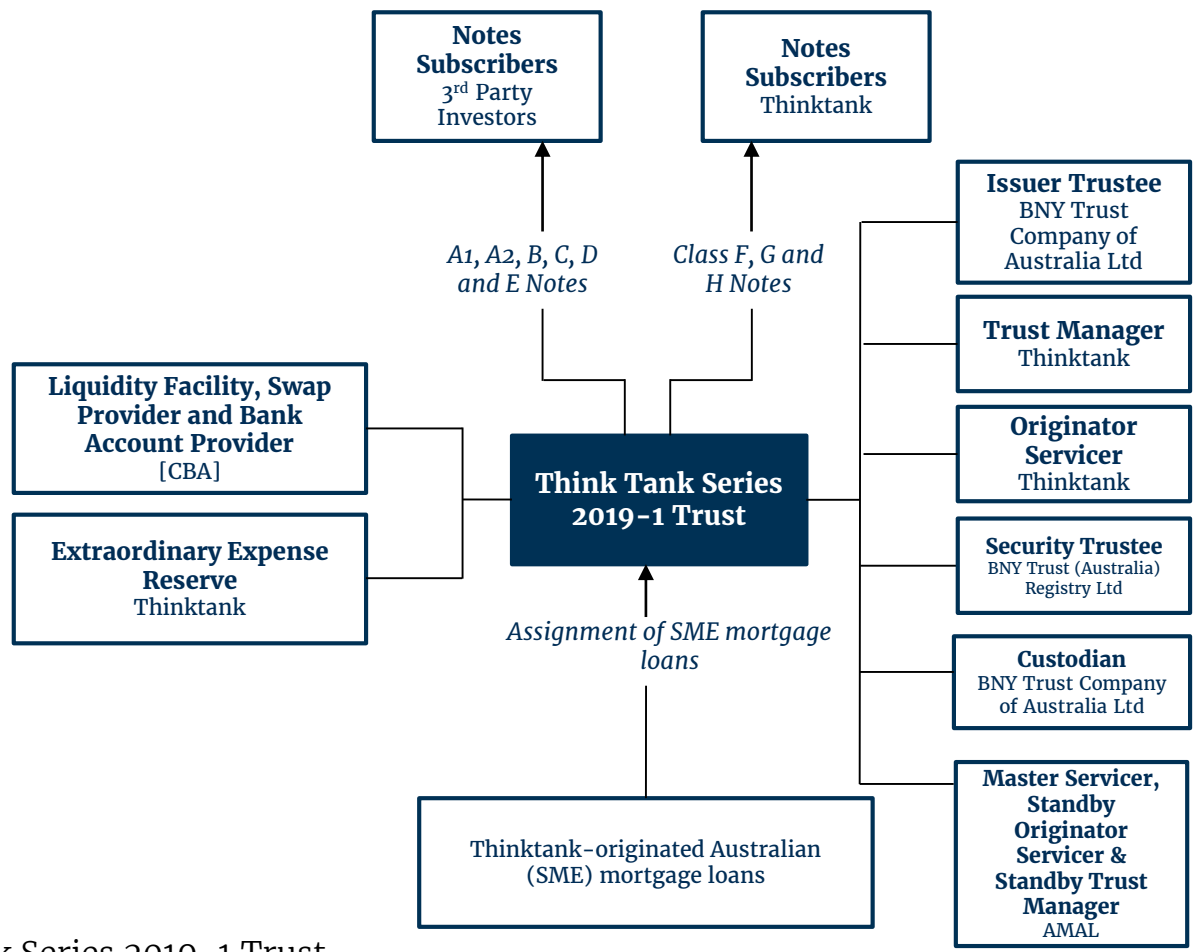 Notes
Subscribers
3rd Party
Investors
Notes
Subscribers
Thinktank
A1, A2, B, C, D
and E Notes
Class F, G and
H Notes
Liquidity Facility, Swap
Provider and Bank
Account Provider
[CBA]
Extraordinary Expense
Reserve
Thinktank
Think Tank Series
2019-1 Trust
Assignment of SME mortgage
loans
Thinktank-originated Australian
(SME) mortgage loans
Issuer Trustee
BNY Trust
Company of
Australia Ltd
Trust Manager
Thinktank
Originator
Servicer
Thinktank
Security Trustee
BNY Trust (Australia)
Registry Ltd
Custodian
BNY Trust Company
of Australia Ltd
Master Servicer,
Standby
Originator
Servicer &
Standby Trust
Manager
AMAL
Series 2019-1 Trust